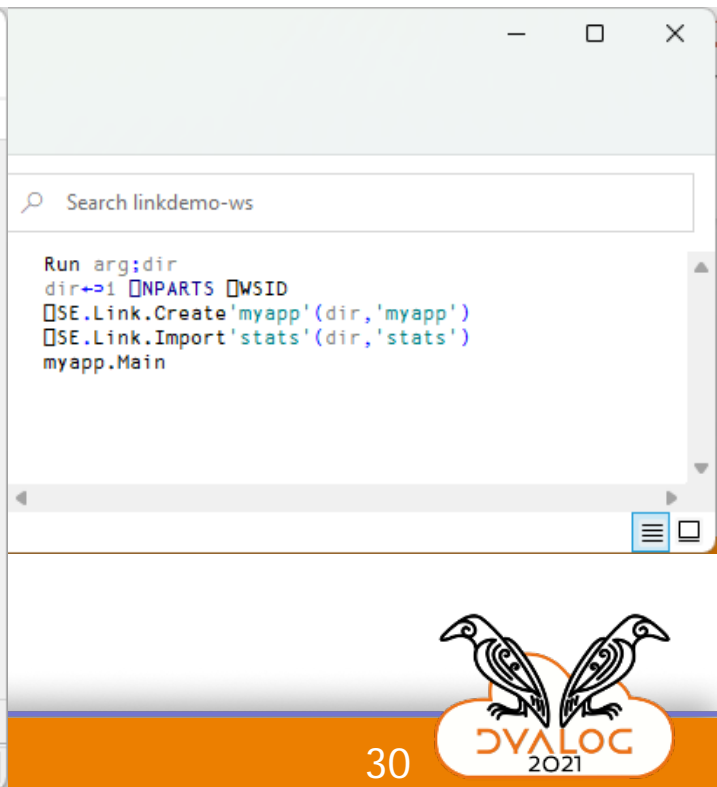 Search linkdemo-ws
Run arg;dir
dir←⊃1 ⎕NPARTS ⎕WSID
⎕SE.Link.Create'myapp'(dir,'myapp')
⎕SE.Link.Import'stats'(dir,'stats')
myapp.Main
30
DYALOG
2021